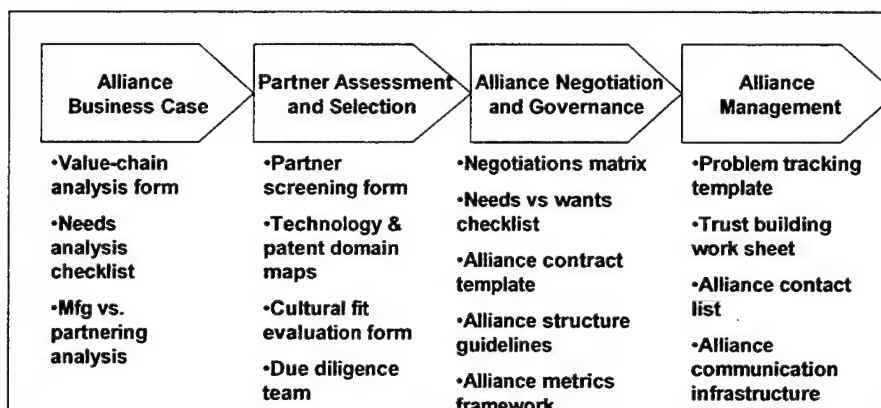 Alliance
Business Case
Partner Assessment
and Selection
Alliance Negotiation
and Governance
Alliance
Management
•Value-chain
analysis form
•Needs
analysis
checklist
•Mfg vs.
partnering
analysis
•Partner
screening form
•Technology &
patent domain
maps
•Cultural fit
evaluation form
•Due diligence
team
•Negotiations matrix
•Needs vs wants
checklist
•Alliance contract
template
•Alliance structure
guidelines
•Alliance metrics
framework
•Problem tracking
template
•Trust building
work sheet
•Alliance contact
list
•Alliance
communication
infrastructure